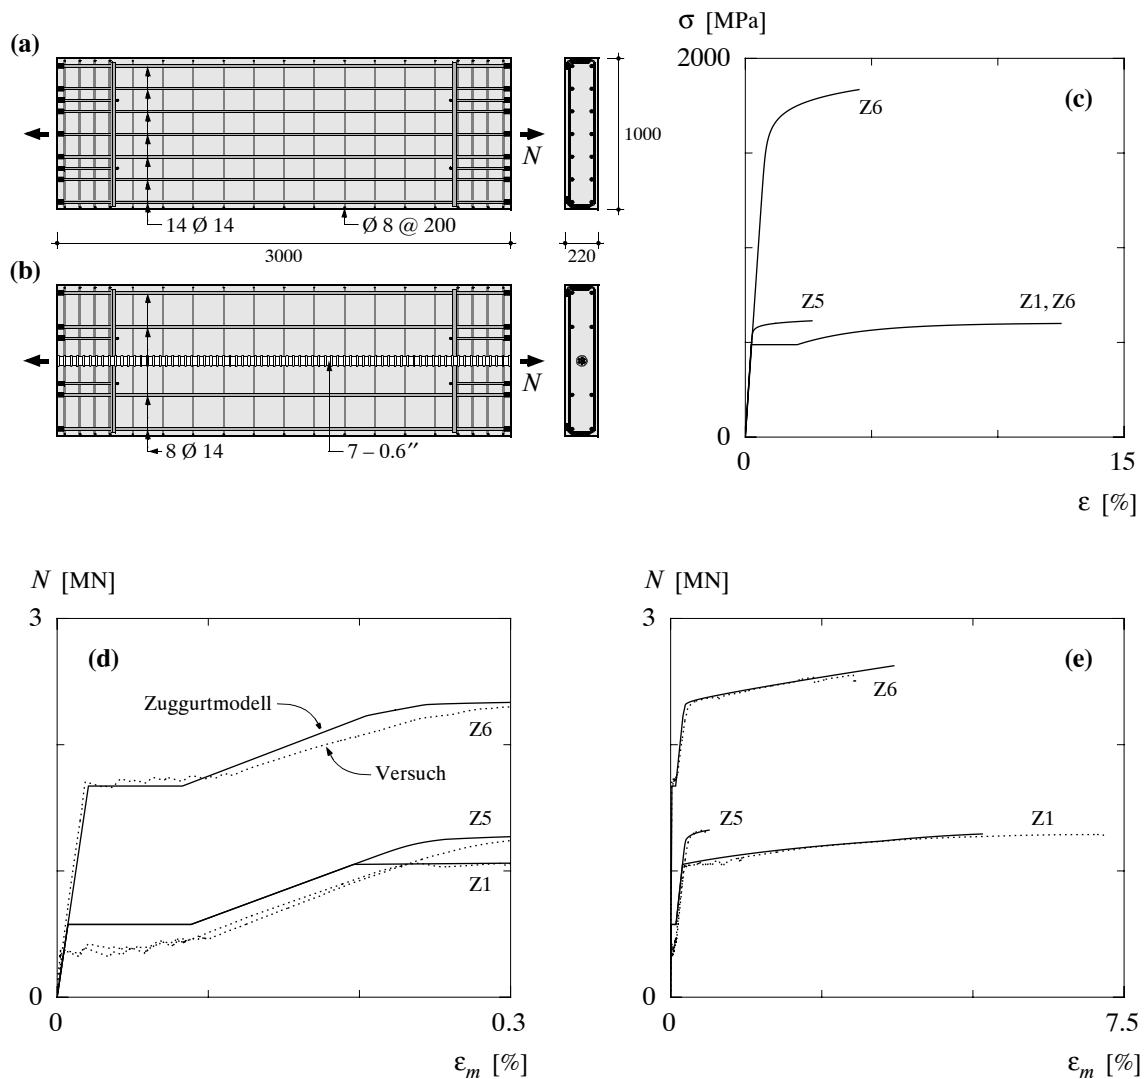 (a)
N
1000
14 Ø 14
Ø 8 @ 200
3000
220
(b)
N
8 Ø 14
7 – 0.6″
σ [MPa]
2000
(c)
Z6
Z5
Z1, Z6
0
0
15
ε [%]
N [MN]
3
(d)
Zuggurtmodell
Z6
Versuch
Z5
Z1
0
0
0.3
εm [%]
N [MN]
3
(e)
Z6
Z5
Z1
0
0
7.5
εm [%]